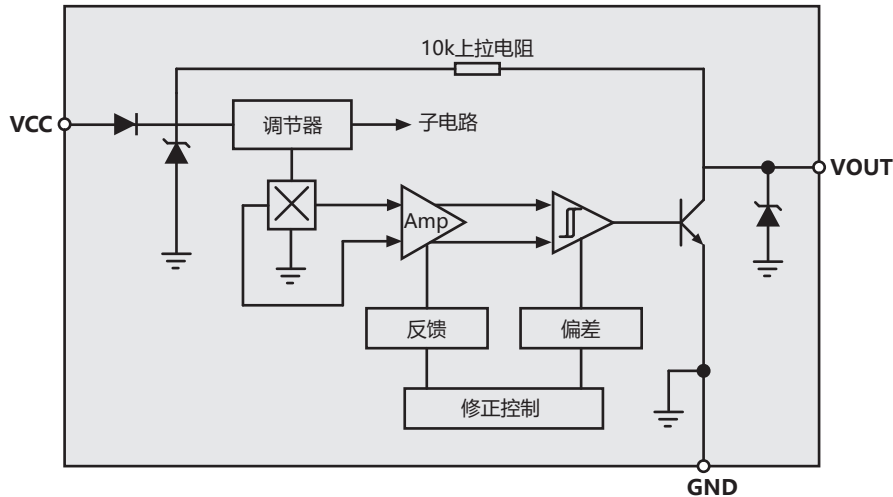 10k上拉电阻
VCC
调节器
子电路
VOUT
Amp
反馈
偏差
修正控制
GND